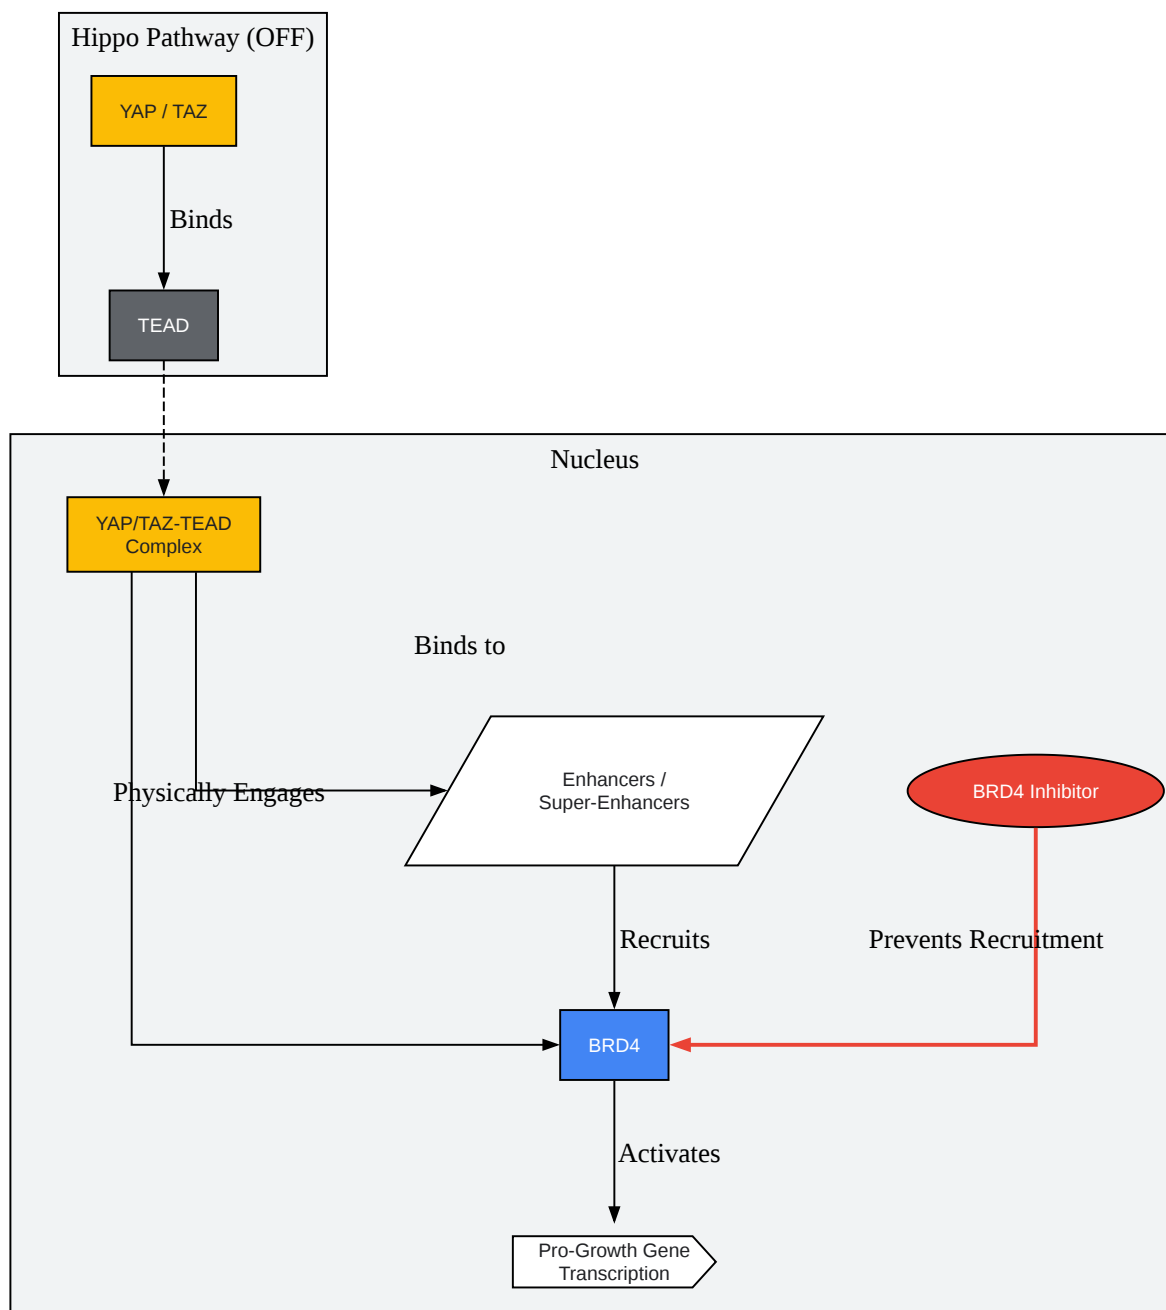 Hippo Pathway (OFF)
YAP / TAZ
Binds
TEAD
Nucleus
YAP/TAZ-TEAD
Complex
Binds to
Enhancers /
Super-Enhancers
Physically Engages
BRD4 Inhibitor
Recruits
Prevents Recruitment
BRD4
Activates
Pro-Growth Gene
Transcription